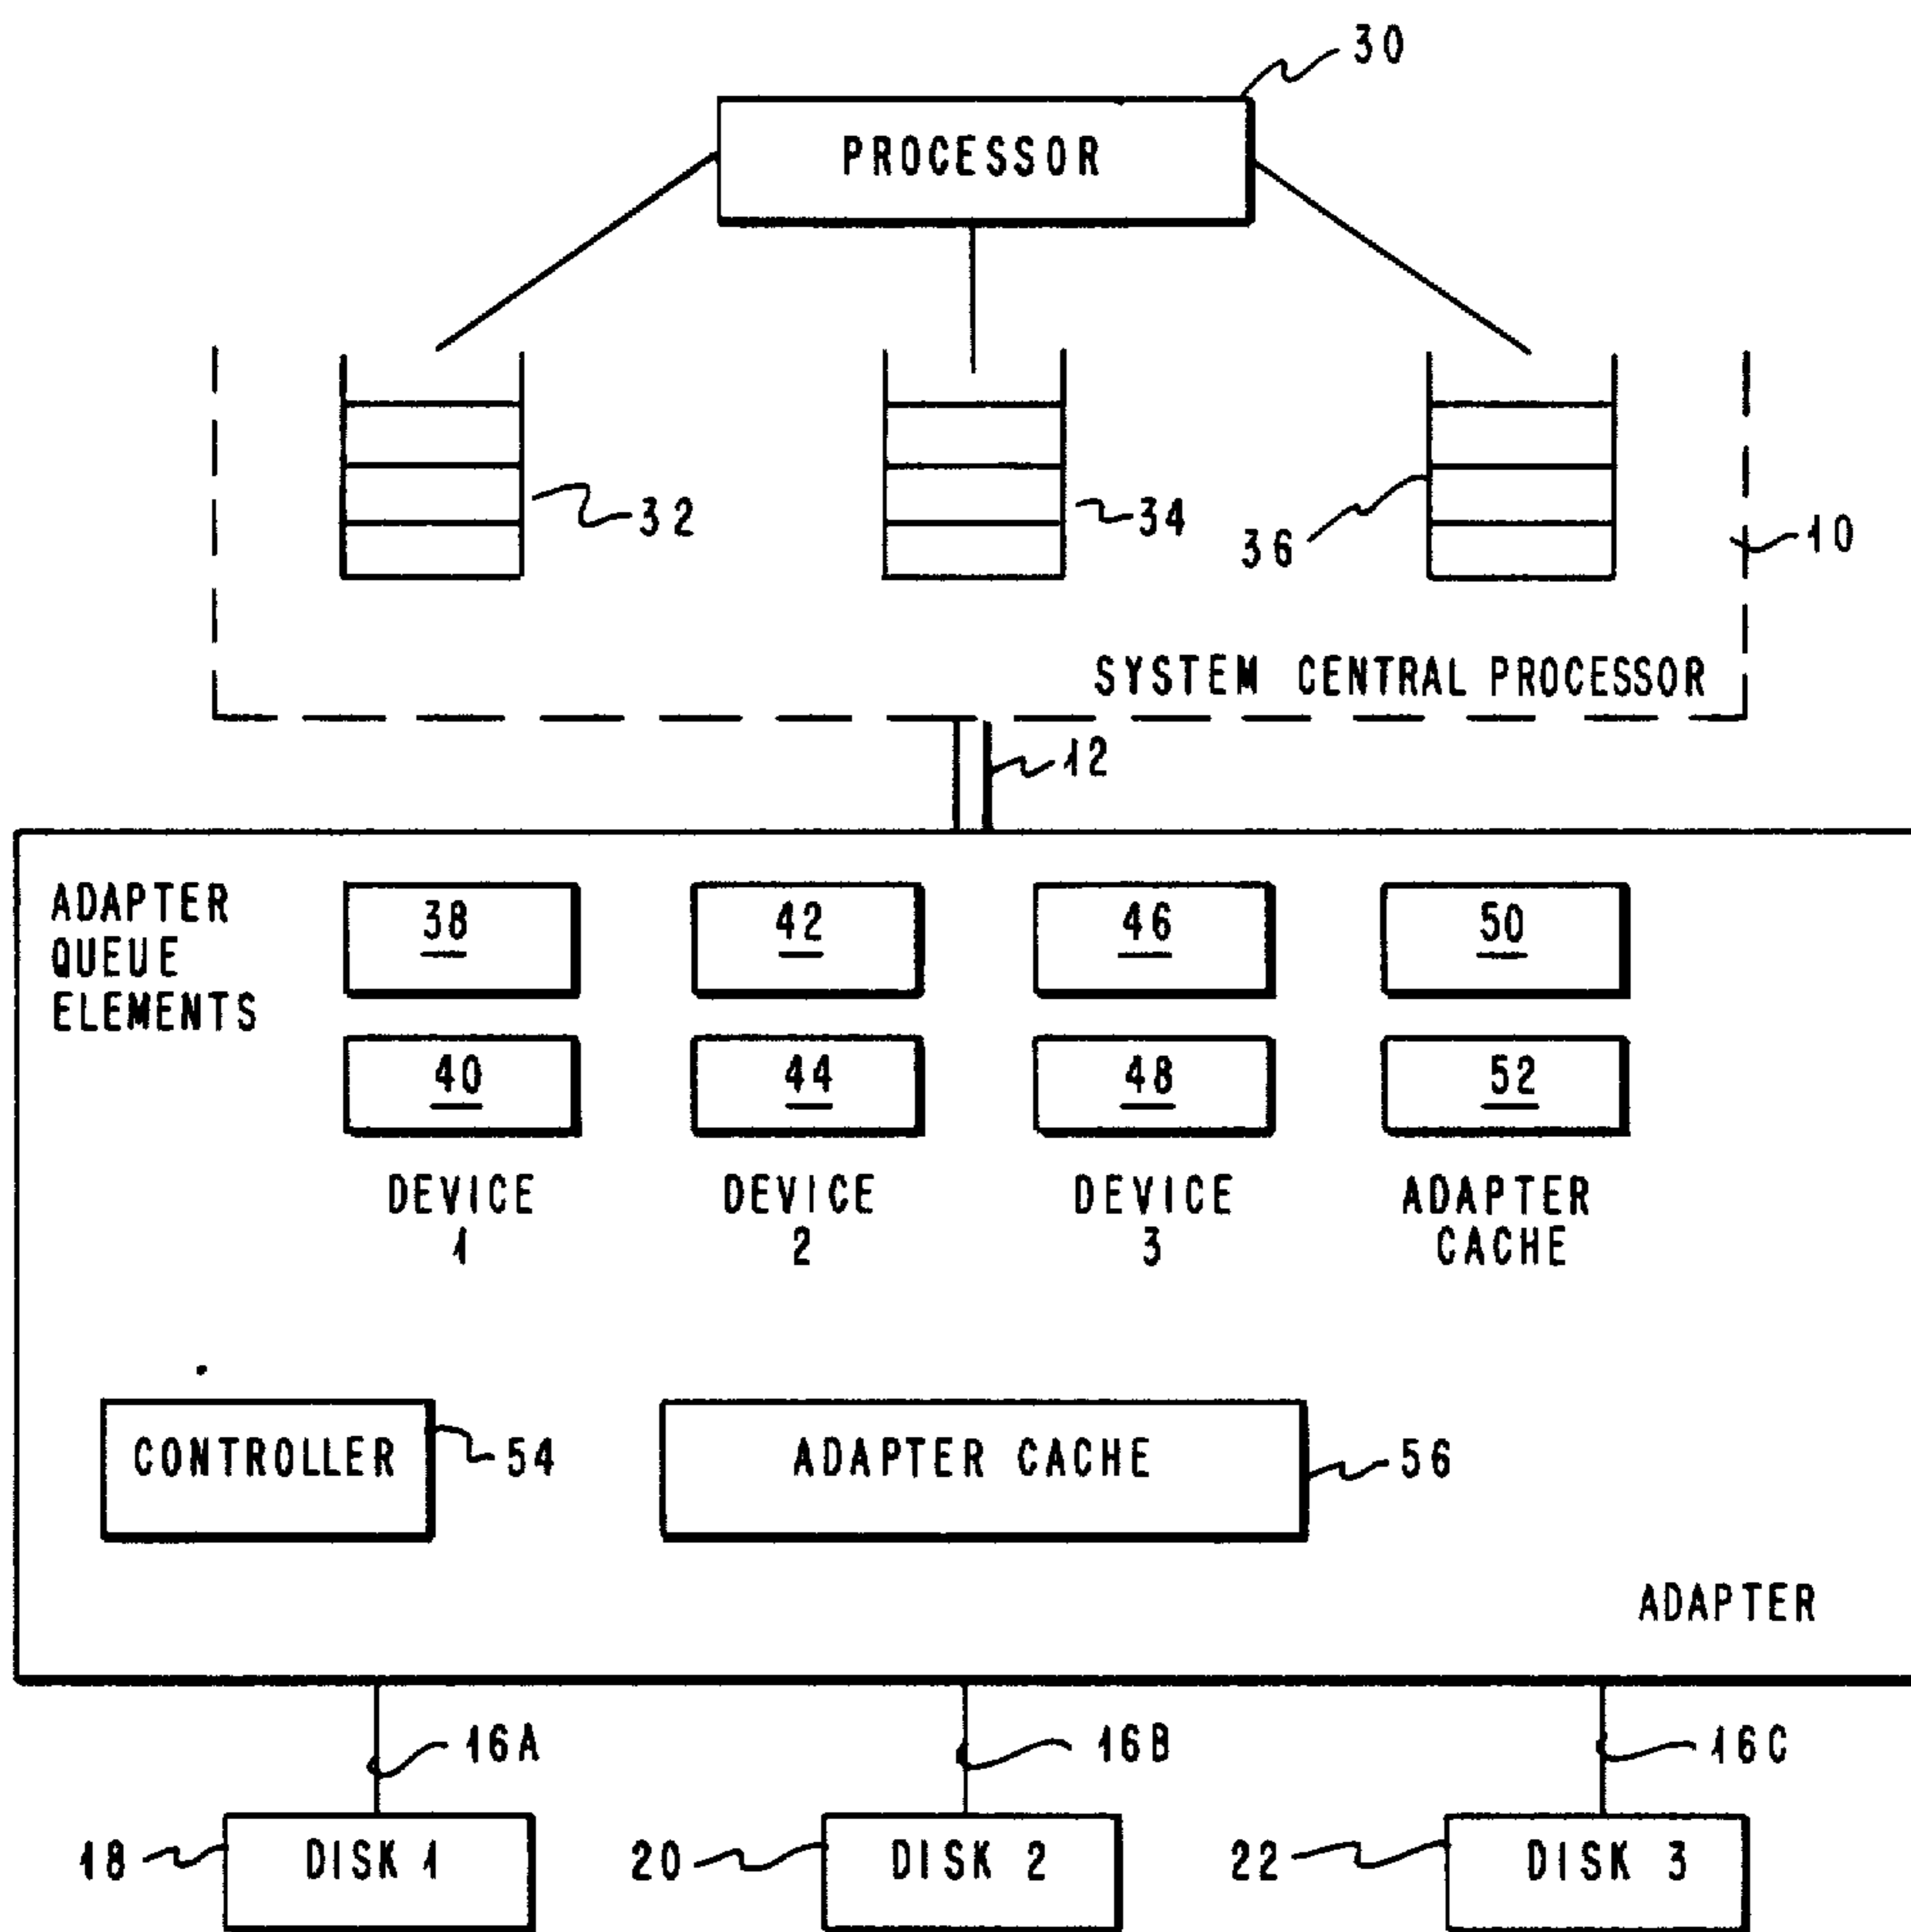 30
PROCESSOR
32
34
36
10
SYSTEM CENTRAL PROCESSOR
12
ADAPTER
QUEUE
ELEMENTS
38
42
46
50
40
44
48
52
DEVICE
1
DEVICE
2
DEVICE
3
ADAPTER
CACHE
CONTROLLER
54
ADAPTER CACHE
56
ADAPTER
16A
16B
16C
18
DISK 1
20
DISK 2
22
DISK 3